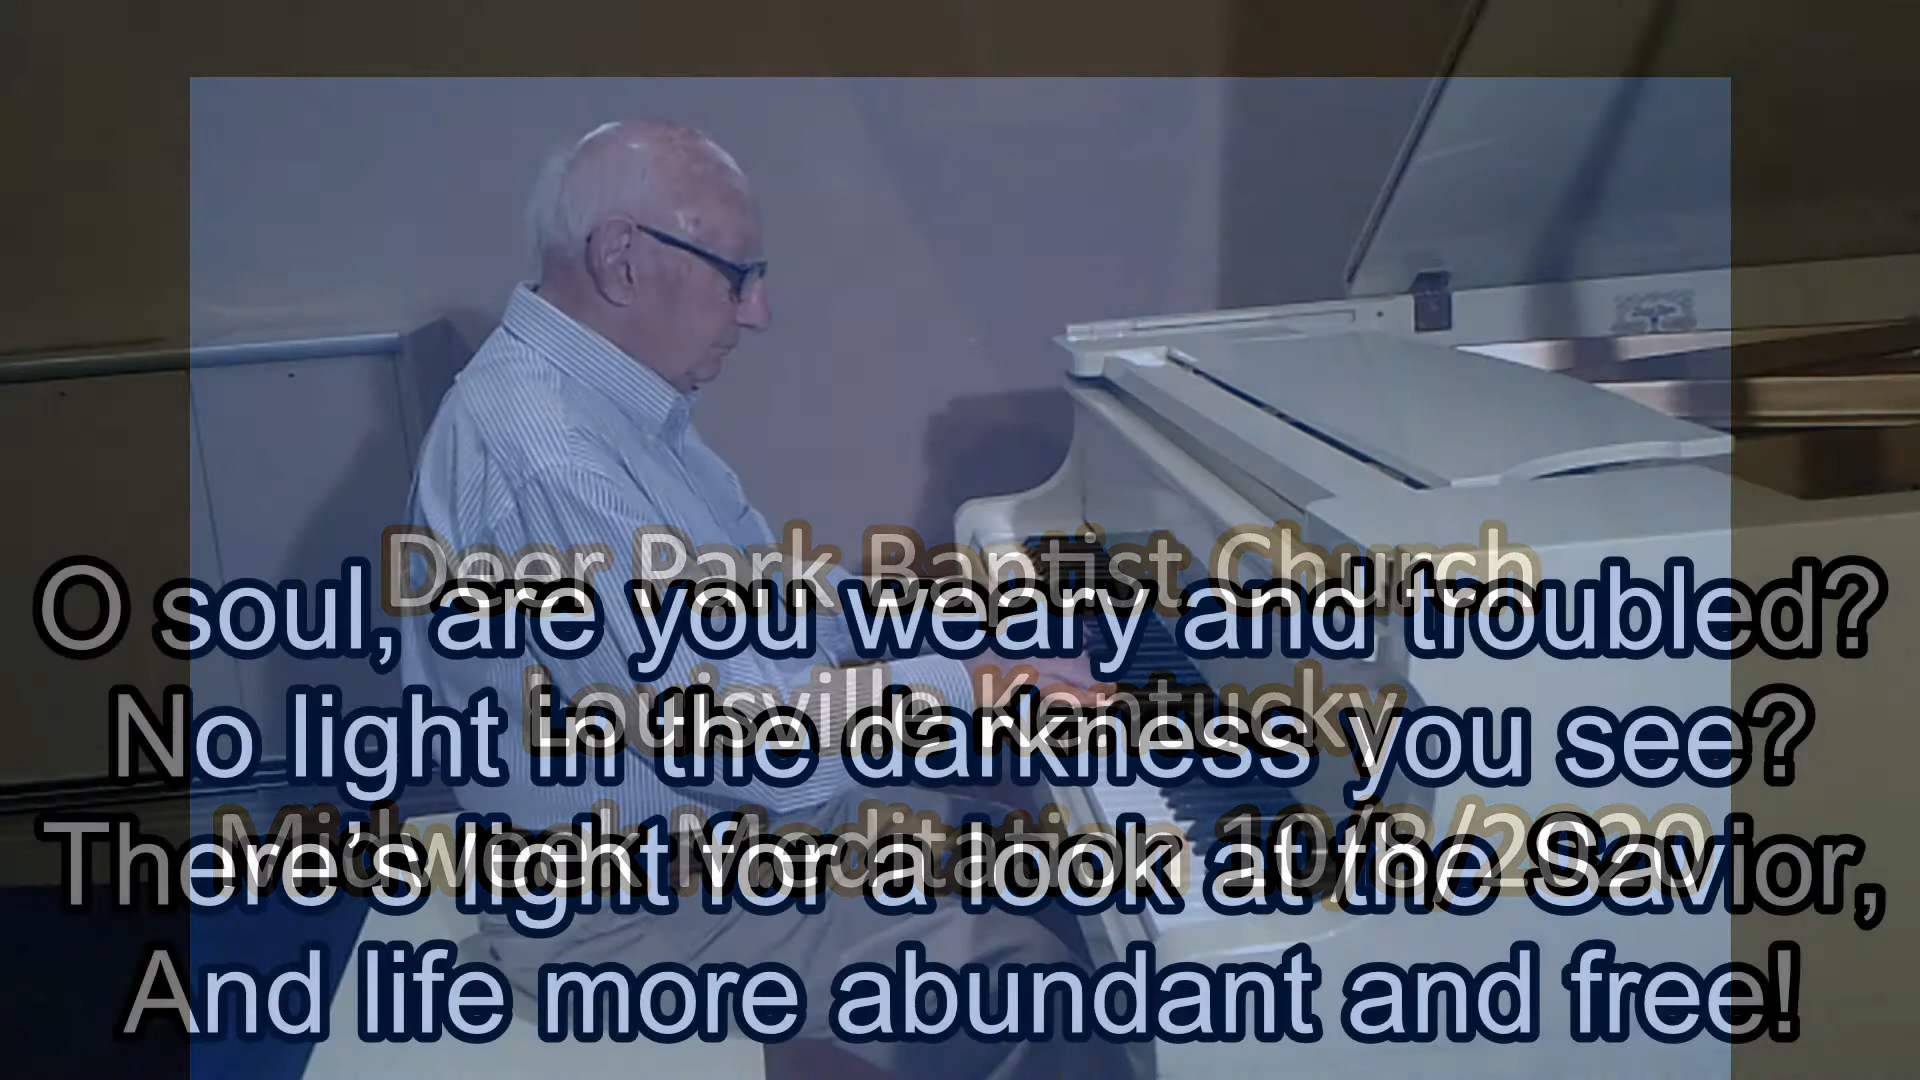 Deer Park Baptist Church
O soul, are you weary and troubled?
Louisville Kentucky
No light in the darkness you see?
Midweek Meditation 10/8/2020
There’s light for a look at the Savior,
And life more abundant and free!